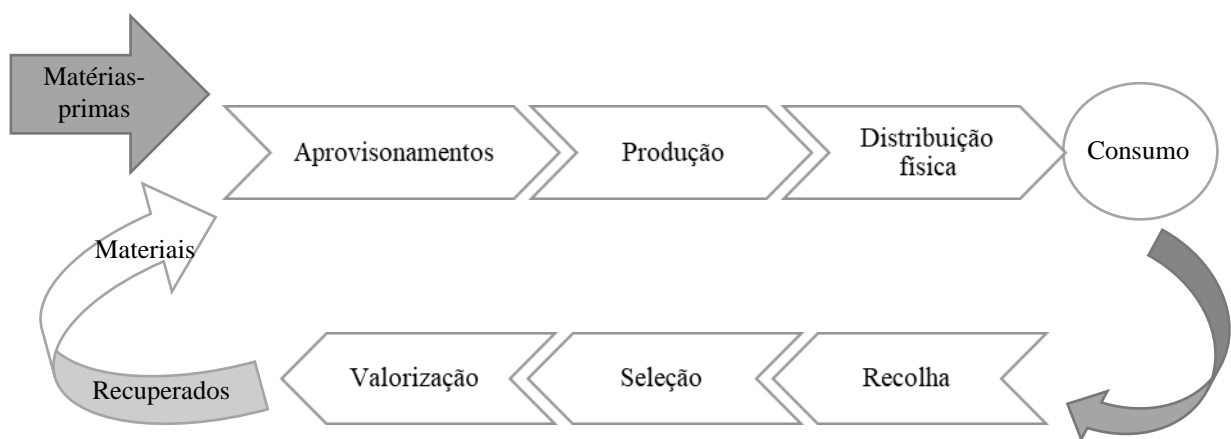 Matérias-
primas
Aprovisonamentos
Produção
Distribuição
física
Consumo
Materiais
Recuperados
Valorização
Seleção
Recolha